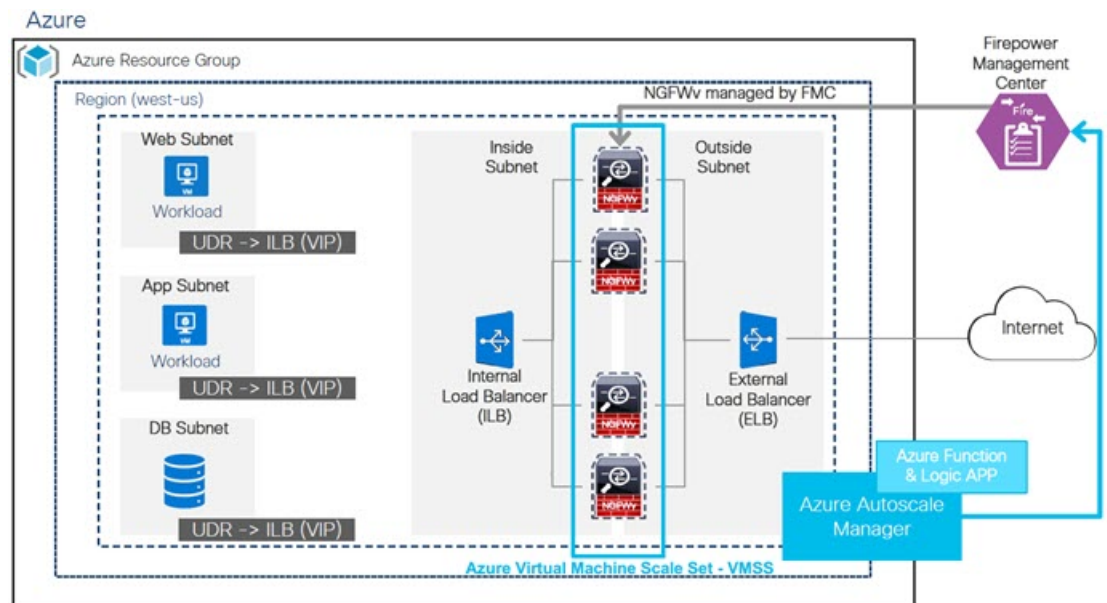 Azure
Azure Resource Group
Region (west-us)
Web Subnet
VM
Workload
UDR -> ILB (VIP)
App Subnet
VM
Workload
UDR -> ILB (VIP)
DB Subnet
UDR -> ILB (VIP)
NGFWv managed by FMC
Inside
Subnet
Outside
Subnet
NGFWv
NGFWv
NGFWv
NGFWv
Internal
Load Balancer
(ILB)
External
Load Balancer
(ELB)
Azure Virtual Machine Scale Set - VMSS
Firepower
Management
Center
Fire
Internet
Azure Function
& Logic APP
Azure Autoscale
Manager